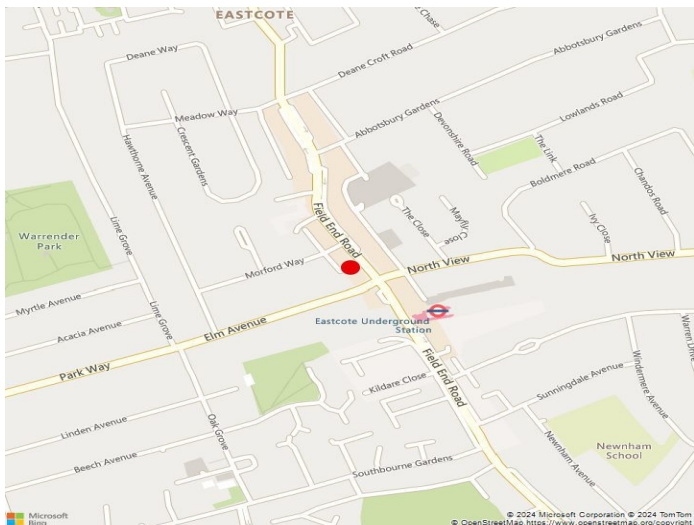 EASTCOTE
Chase
Deane Way
Deane Croft Road
Abbotsbury Gardens
Meadow Way
Abbotsbury Gardens
Lowlands Road
Devonshire Road
The Link
Hawthorne Avenue
Crescent Gardens
Boldmere Road
Chandos Road
Lime Grove
Field End Road
The Close
Mayfly Close
Ivy Close
Warrender
Park
North View
North View
Morford Way
Myrtle Avenue
Lime Grove
Elm Avenue
Acacia Avenue
Eastcote Underground
Station
Warren Drive
Park Way
Field End Road
Windermere Avenue
Kildare Close
Sunningdale Avenue
Linden Avenue
Oak Grove
Newnham Avenue
Newnham
School
Beech Avenue
Southbourne Gardens
Microsoft
Bing
© 2024 Microsoft Corporation © 2024 TomTom
© OpenStreetMap https://www.openstreetmap.org/copyright